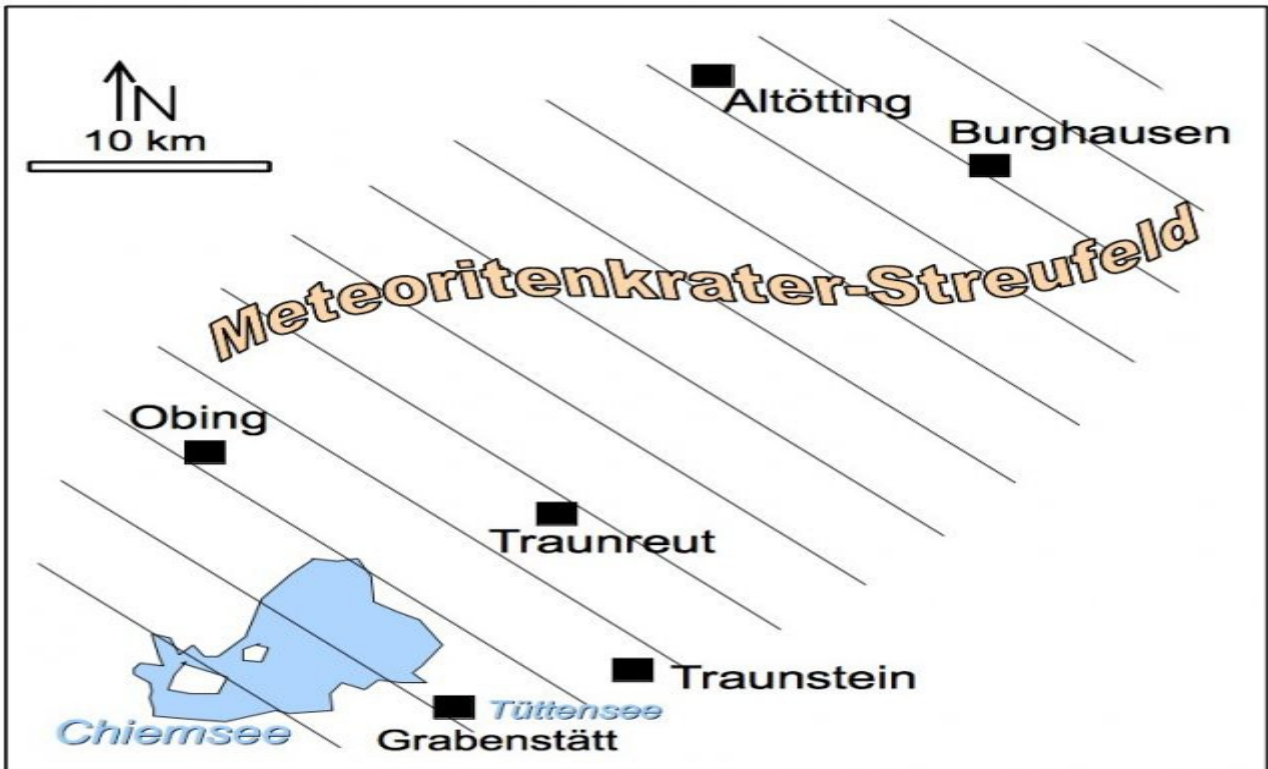 N
10 km
Altötting
Burghausen
Meteoritenkrater-Streufeld
Obing
Traunreut
Traunstein
Tüttensee
Chiemsee
Grabenstätt